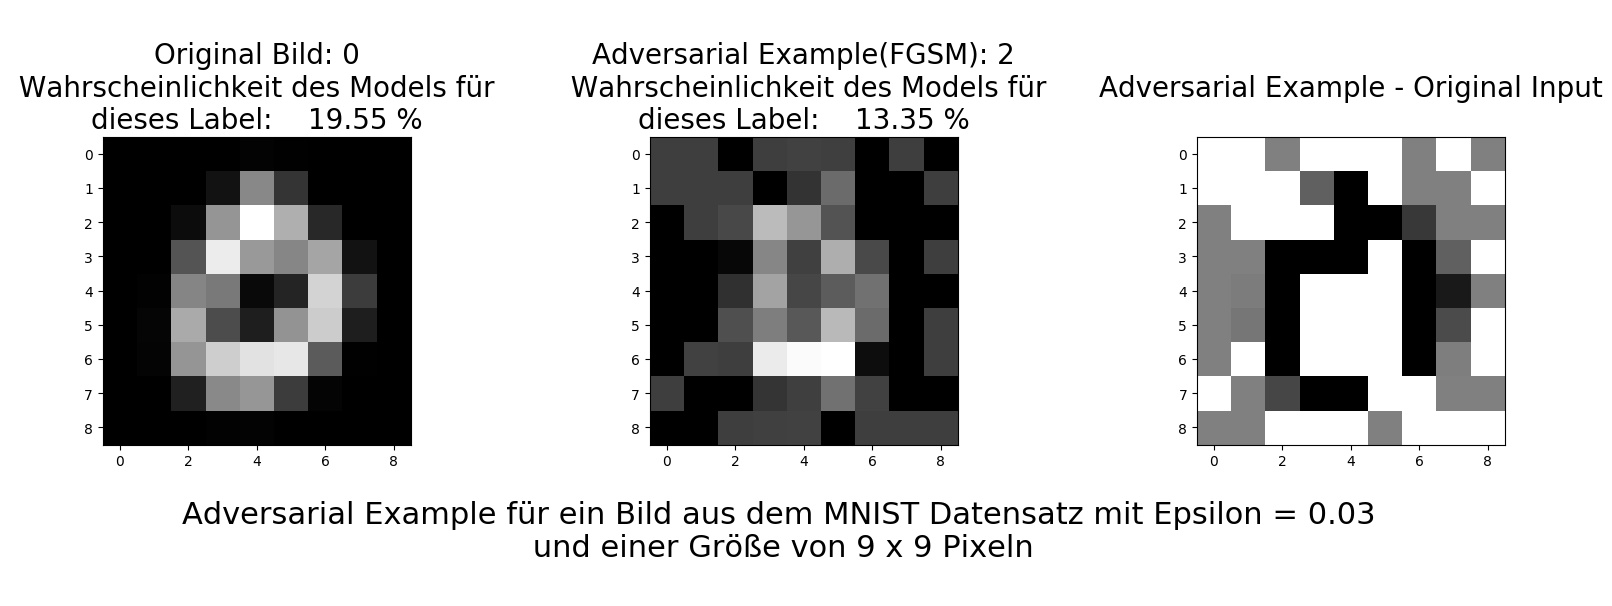 Original Bild: 0
Wahrscheinlichkeit des Models für
dieses Label: 19.55 %
0
1
2
3
4
5
6
7
8
0 2 4 6 8
Adversarial Example(FGSM): 2
Wahrscheinlichkeit des Models für
dieses Label: 13.35 %
0
1
2
3
4
5
6
7
8
0 2 4 6 8
Adversarial Example - Original Input
0
1
2
3
4
5
6
7
8
0 2 4 6 8
Adversarial Example für ein Bild aus dem MNIST Datensatz mit Epsilon = 0.03
und einer Größe von 9 x 9 Pixeln